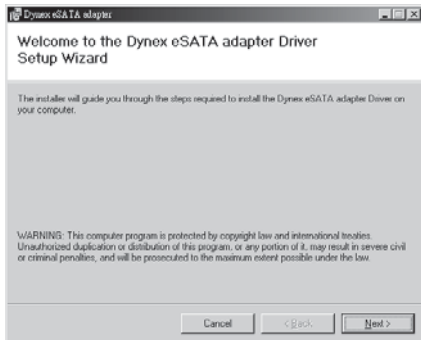 Dynex eSATA adapter
Welcome to the Dynex eSATA adapter Driver
Setup Wizard
The installer will guide you through the steps required to install the Dynex eSATA adapter Driver on
your computer.
WARNING: This computer program is protected by copyright law and international treaties.
Unauthorized duplication or distribution of this program, or any portion of it, may result in severe civil
or criminal penalties, and will be prosecuted to the maximum extent possible under the law.
Cancel
< Back
Next >